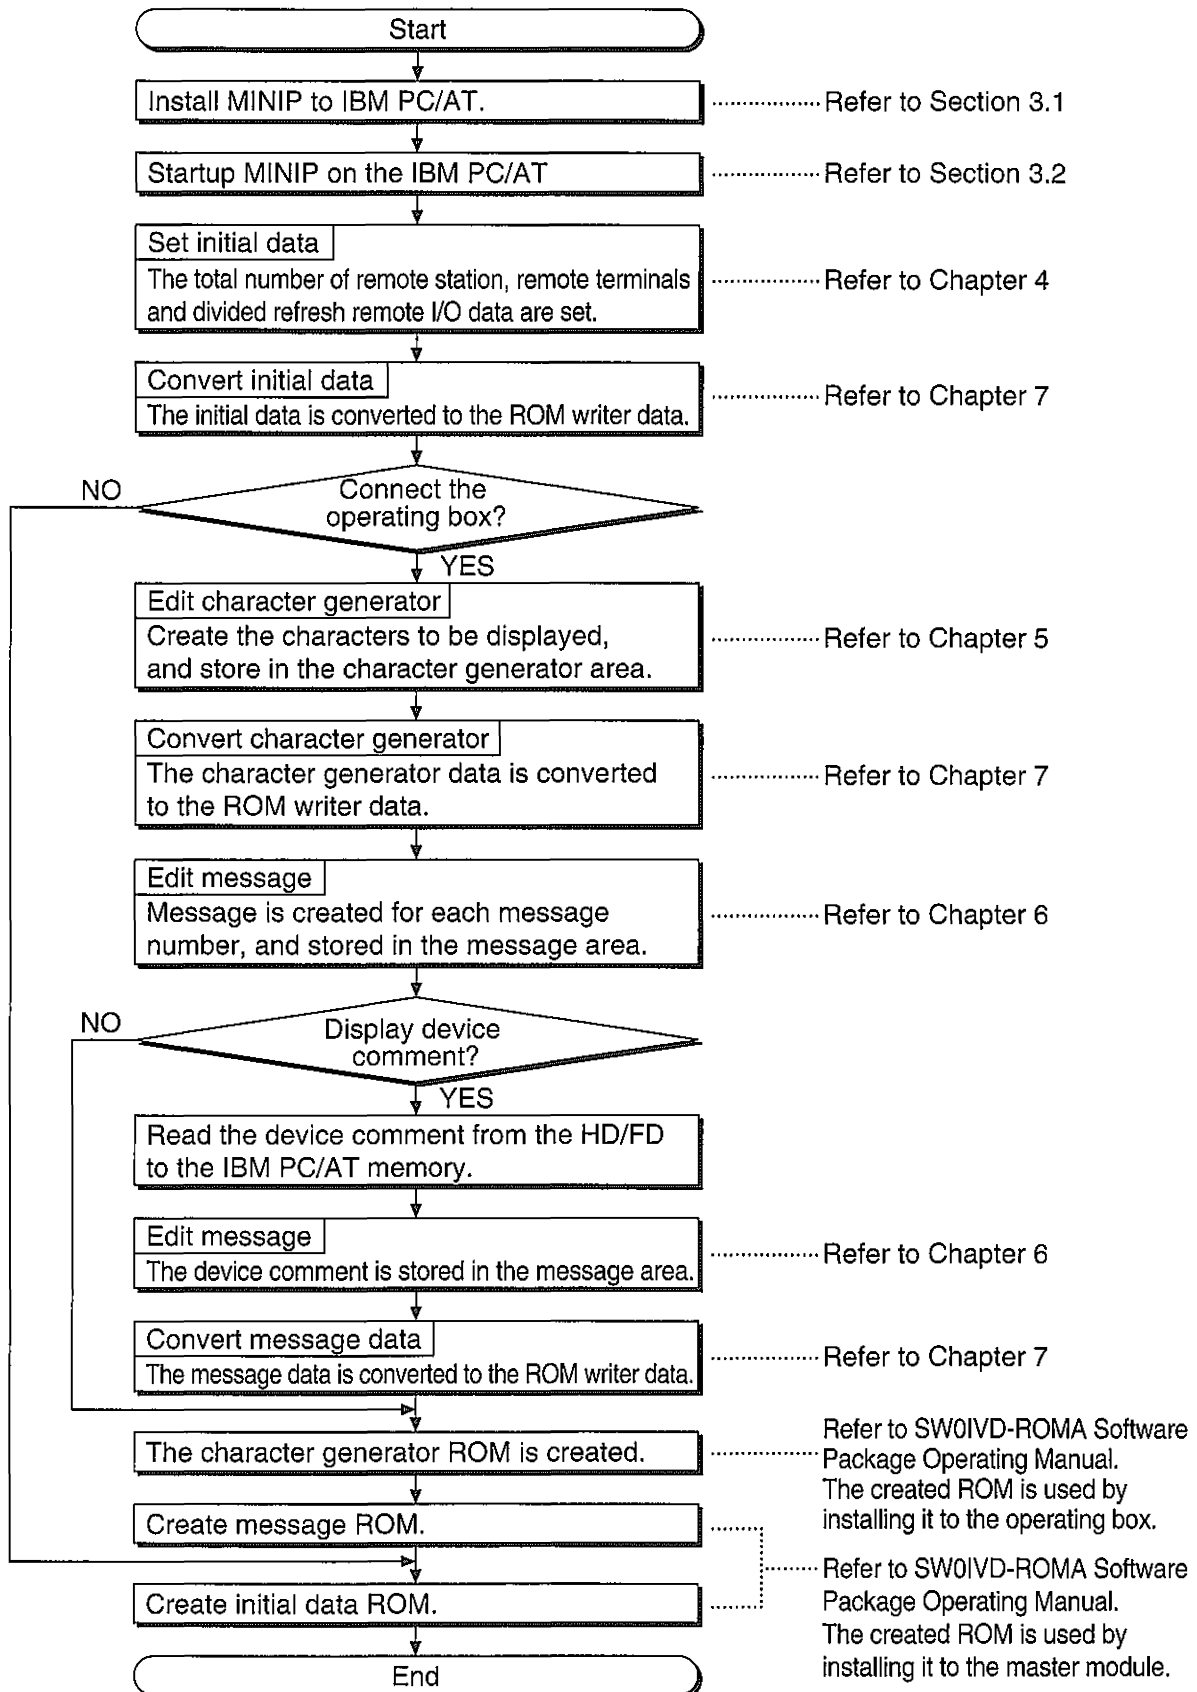 Start
Install MINIP to IBM PC/AT.
Refer to Section 3.1
Startup MINIP on the IBM PC/AT
Refer to Section 3.2
Set initial data
The total number of remote station, remote terminals
and divided refresh remote I/O data are set.
Refer to Chapter 4
Convert initial data
The initial data is converted to the ROM writer data.
Refer to Chapter 7
NO
Connect the
operating box?
YES
Edit character generator
Create the characters to be displayed,
and store in the character generator area.
Refer to Chapter 5
Convert character generator
The character generator data is converted
to the ROM writer data.
Refer to Chapter 7
Edit message
Message is created for each message
number, and stored in the message area.
Refer to Chapter 6
NO
Display device
comment?
YES
Read the device comment from the HD/FD
to the IBM PC/AT memory.
Edit message
The device comment is stored in the message area.
Refer to Chapter 6
Convert message data
The message data is converted to the ROM writer data.
Refer to Chapter 7
The character generator ROM is created.
Refer to SW0IVD-ROMA Software
Package Operating Manual.
The created ROM is used by
installing it to the operating box.
Create message ROM.
Create initial data ROM.
Refer to SW0IVD-ROMA Software
Package Operating Manual.
The created ROM is used by
installing it to the master module.
End